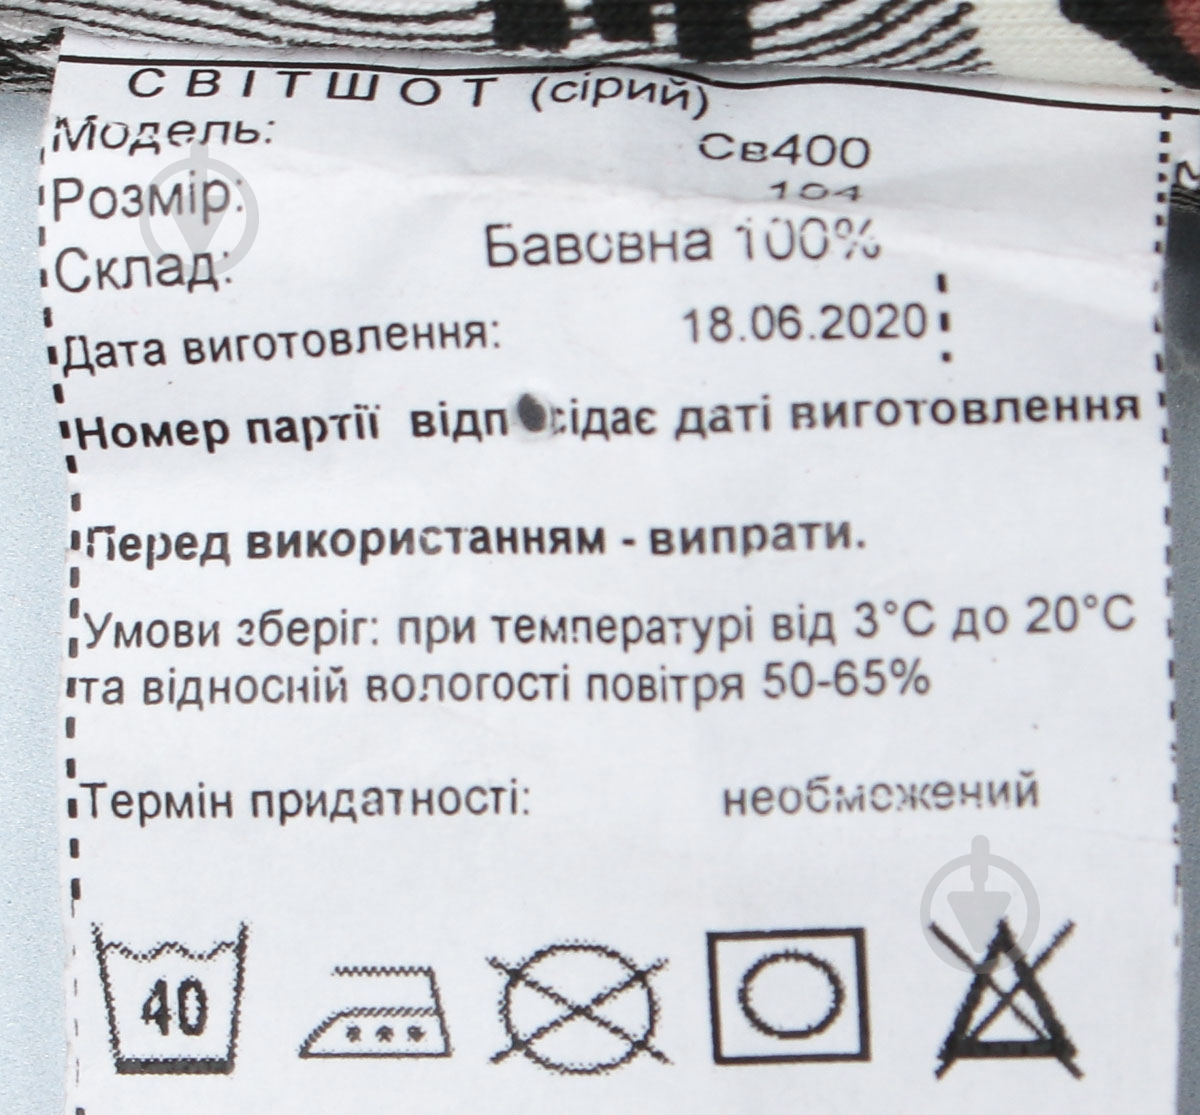 СВІТШОТ (сірий)
Модель: Св400
Розмір: 104
Склад: Бавовна 100%
Дата виготовлення: 18.06.2020
Номер партії відповідає даті виготовлення
Перед використанням - випрати.
Умови зберіг: при температурі від 3°С до 20°С
та відносній вологості повітря 50-65%
Термін придатності: необмежений
40